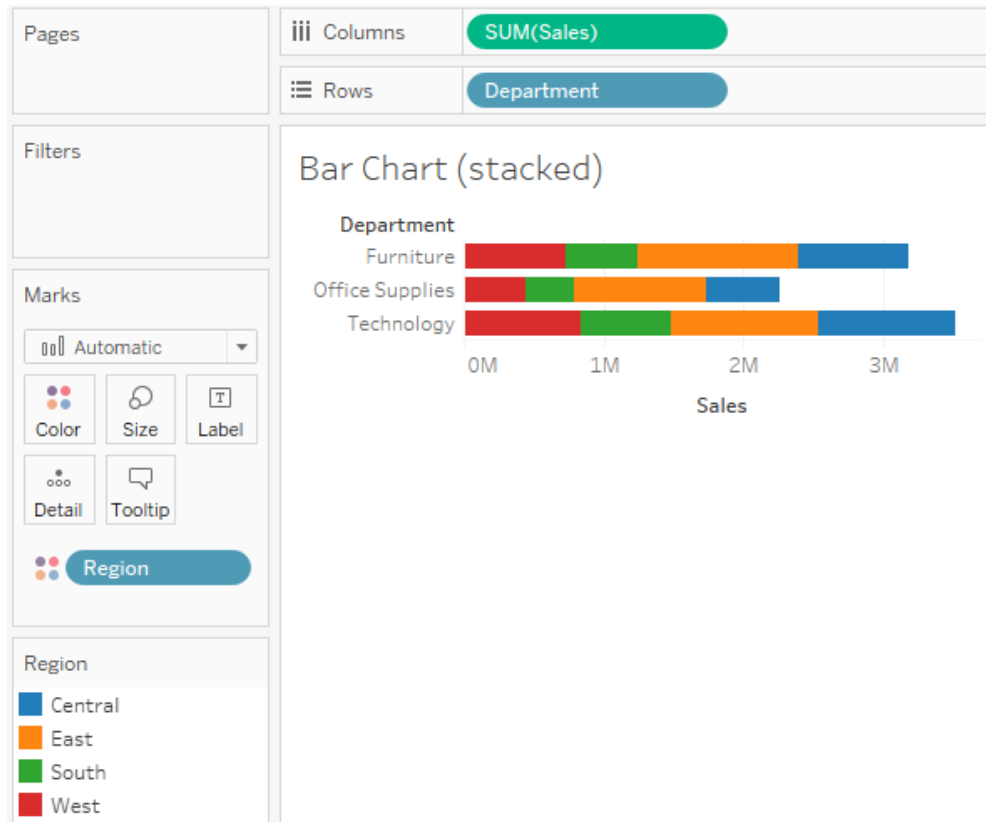 Pages
Columns
SUM(Sales)
Rows
Department
Filters
Bar Chart (stacked)
Department
Furniture
Office Supplies
Technology
0M 1M 2M 3M
Sales
Marks
Automatic
Color Size T Label
Detail Tooltip
Region
Region
Central
East
South
West